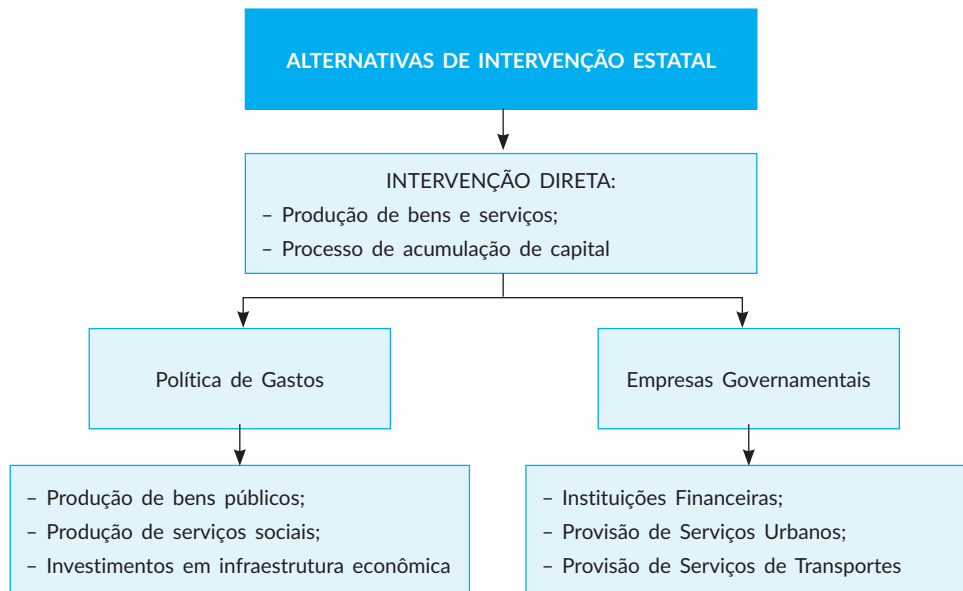 ALTERNATIVAS DE INTERVENÇÃO ESTATAL
INTERVENÇÃO DIRETA:
– Produção de bens e serviços;
– Processo de acumulação de capital
Política de Gastos
Empresas Governamentais
– Produção de bens públicos;
– Produção de serviços sociais;
– Investimentos em infraestrutura econômica
– Instituições Financeiras;
– Provisão de Serviços Urbanos;
– Provisão de Serviços de Transportes